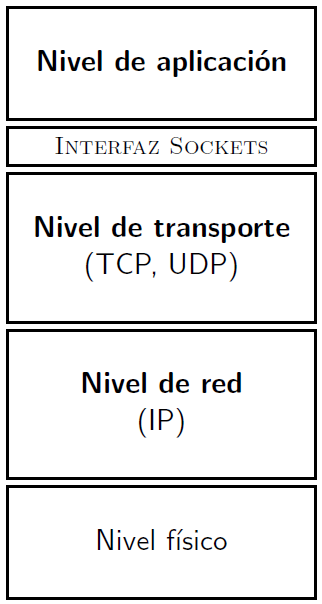 Nivel de aplicación
Interfaz Sockets
Nivel de transporte
(TCP, UDP)
Nivel de red
(IP)
Nivel físico